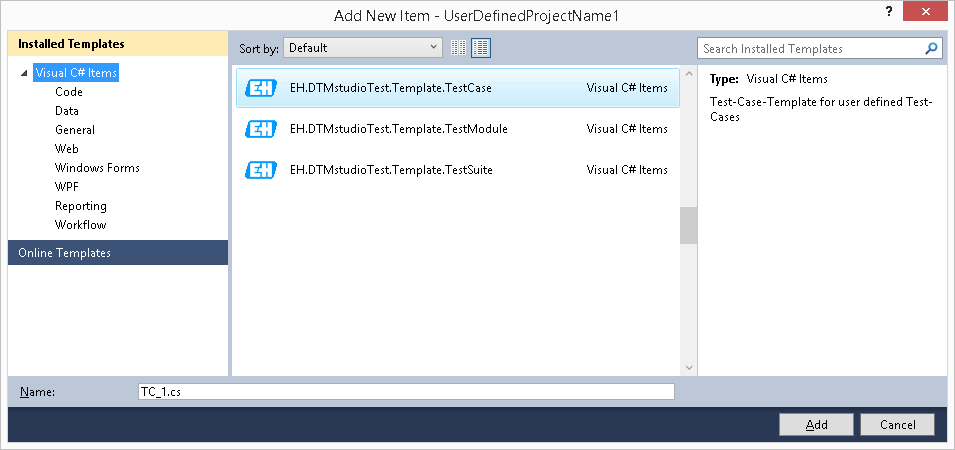 Add New Item - UserDefinedProjectName1
?
Installed Templates
Sort by: Default
Search Installed Templates
Visual C# Items
Code
Data
General
Web
Windows Forms
WPF
Reporting
Workflow
Online Templates
EH EH.DTMstudioTest.Template.TestCase Visual C# Items
EH EH.DTMstudioTest.Template.TestModule Visual C# Items
EH EH.DTMstudioTest.Template.TestSuite Visual C# Items
Type: Visual C# Items
Test-Case-Template for user defined Test-
Cases
Name: TC_1.cs
Add Cancel